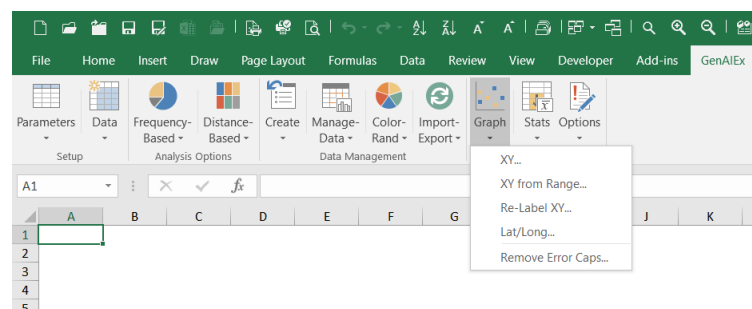 File Home Insert Draw Page Layout Formulas Data Review View Developer Add-ins GenAlEx
Parameters Data Frequency- Distance- Create Manage- Color- Import- Graph Stats Options
Based Based Data Rand Export
Setup Analysis Options Data Management
XY...
A1 fx XY from Range...
Re-Label XY...
A B C D E F G J K
1 Lat/Long...
2
3 Remove Error Caps...
4
5